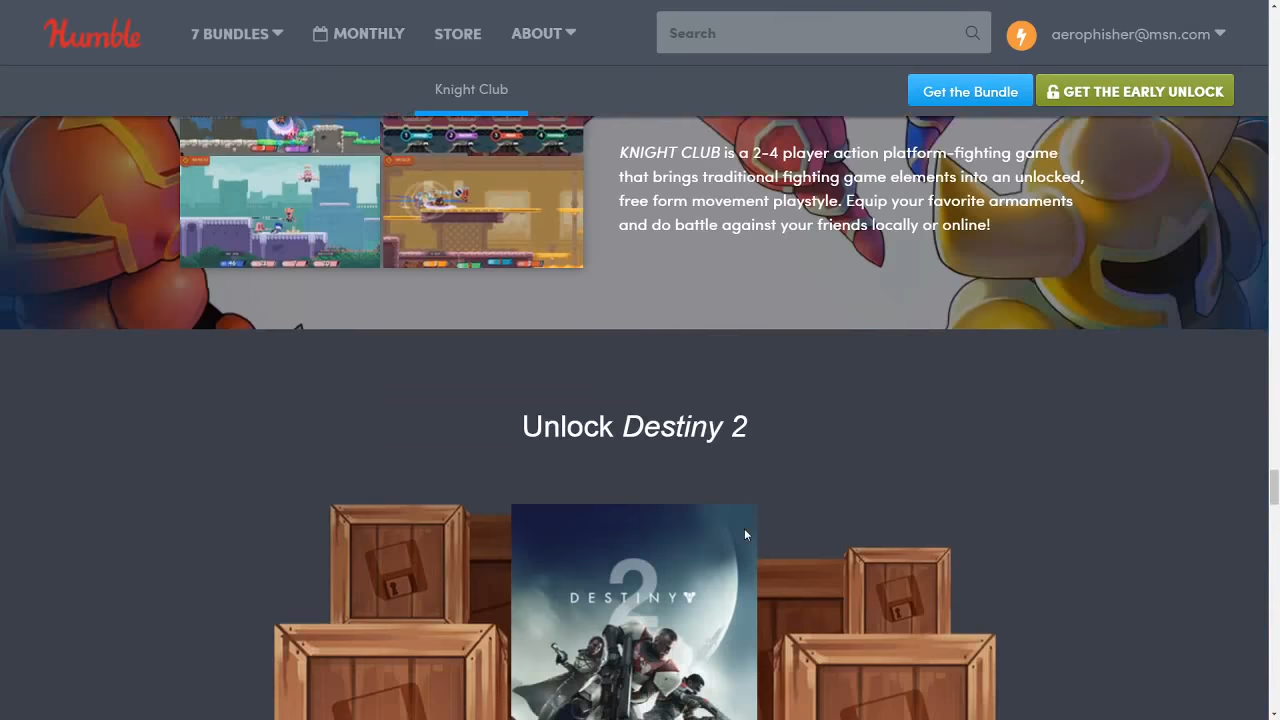 Humble
7 BUNDLES
MONTHLY
STORE
ABOUT
Search
aerophisher@msn.com
Knight Club
Get the Bundle
GET THE EARLY UNLOCK
KNIGHT CLUB is a 2-4 player action platform-fighting game
that brings traditional fighting game elements into an unlocked,
free form movement playstyle. Equip your favorite armaments
and do battle against your friends locally or online!
Unlock Destiny 2
2
DESTINY